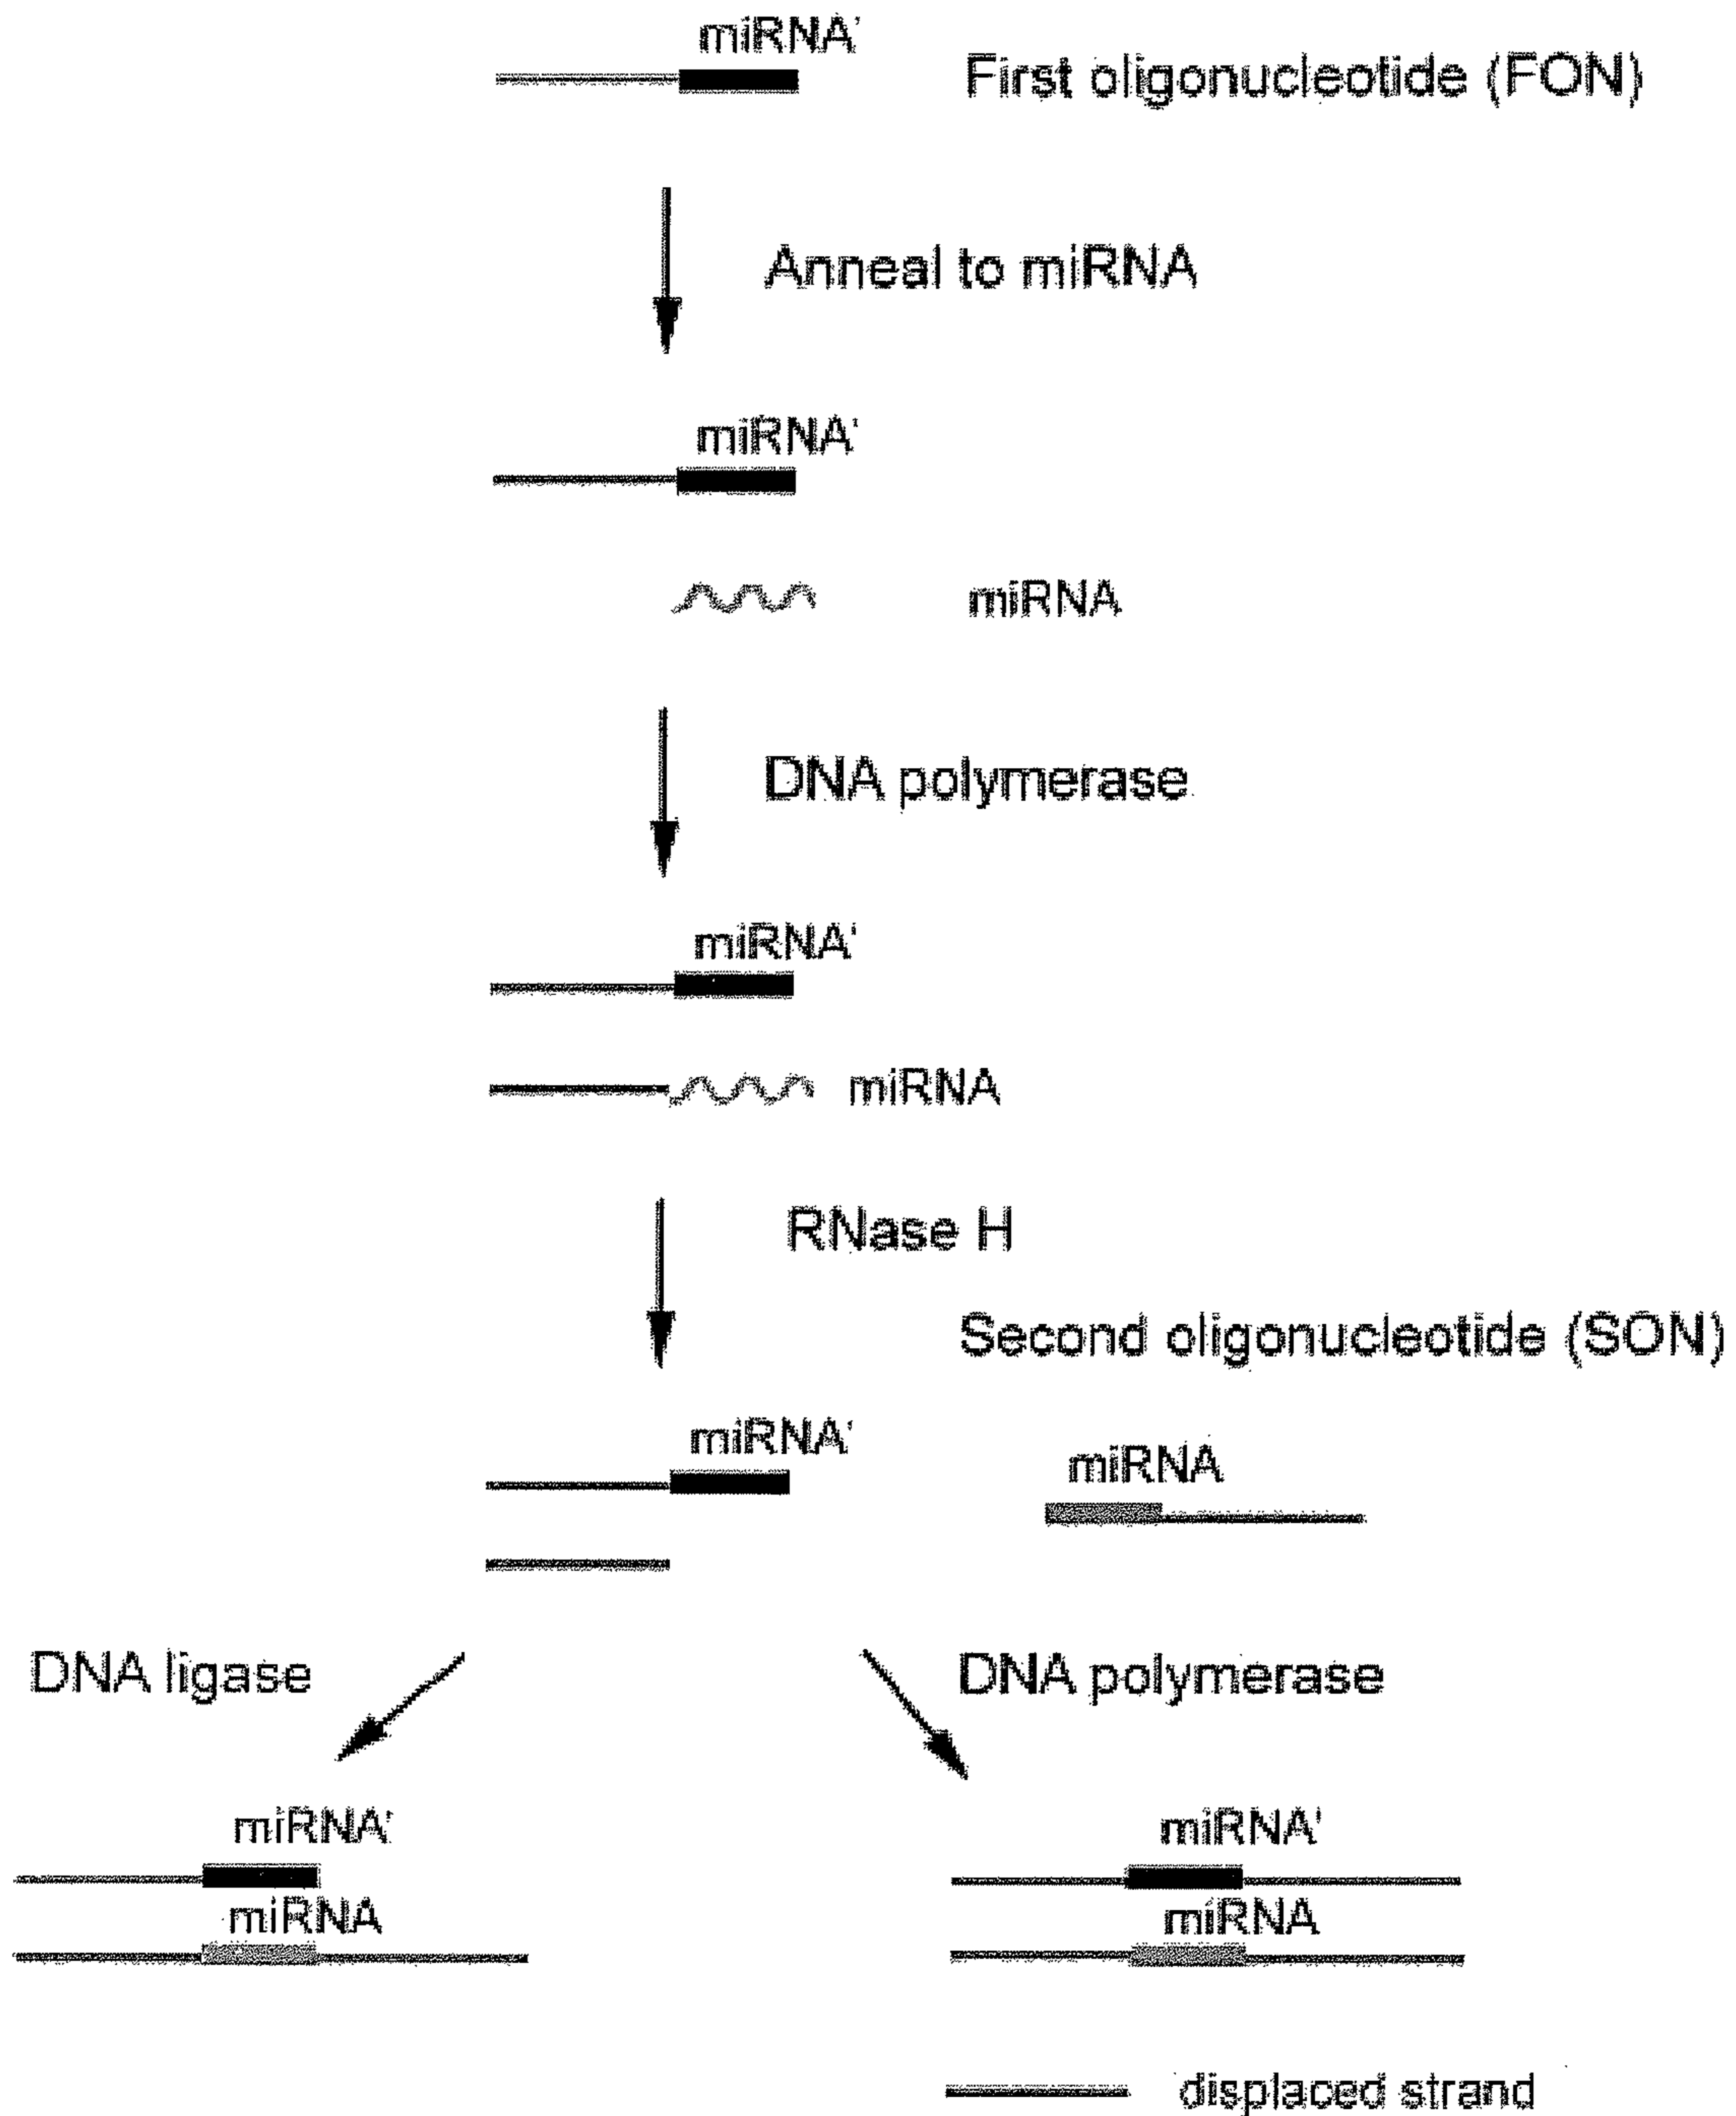 miRNA'
First oligonucleotide (FON)
Anneal to miRNA
miRNA'
miRNA
DNA polymerase
miRNA'
miRNA
RNase H
Second oligonucleotide (SON)
miRNA'
miRNA
DNA ligase
DNA polymerase
miRNA'
miRNA'
miRNA
miRNA
displaced strand